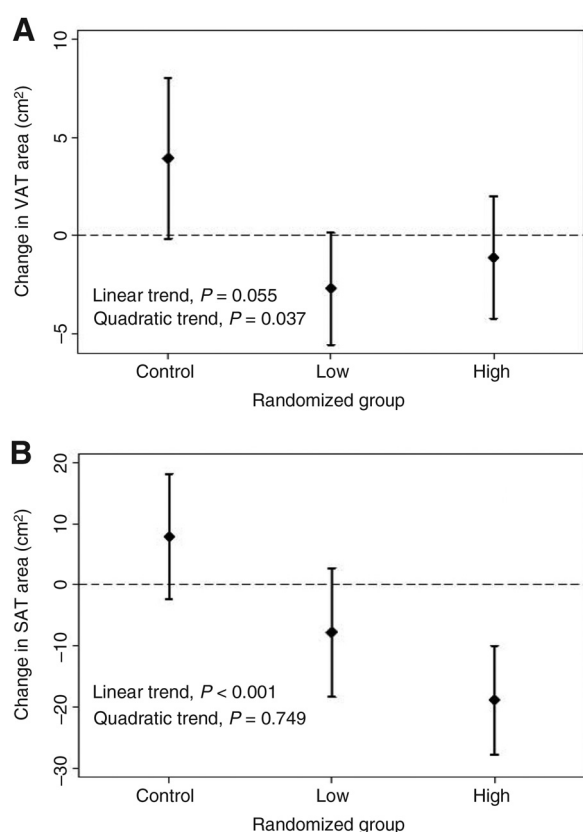 A
Change in VAT area (cm²)
10
5
0
−5
Linear trend, P = 0.055
Quadratic trend, P = 0.037
Control Low High
Randomized group
B
Change in SAT area (cm²)
20
10
0
−10
−20
−30
Linear trend, P < 0.001
Quadratic trend, P = 0.749
Control Low High
Randomized group